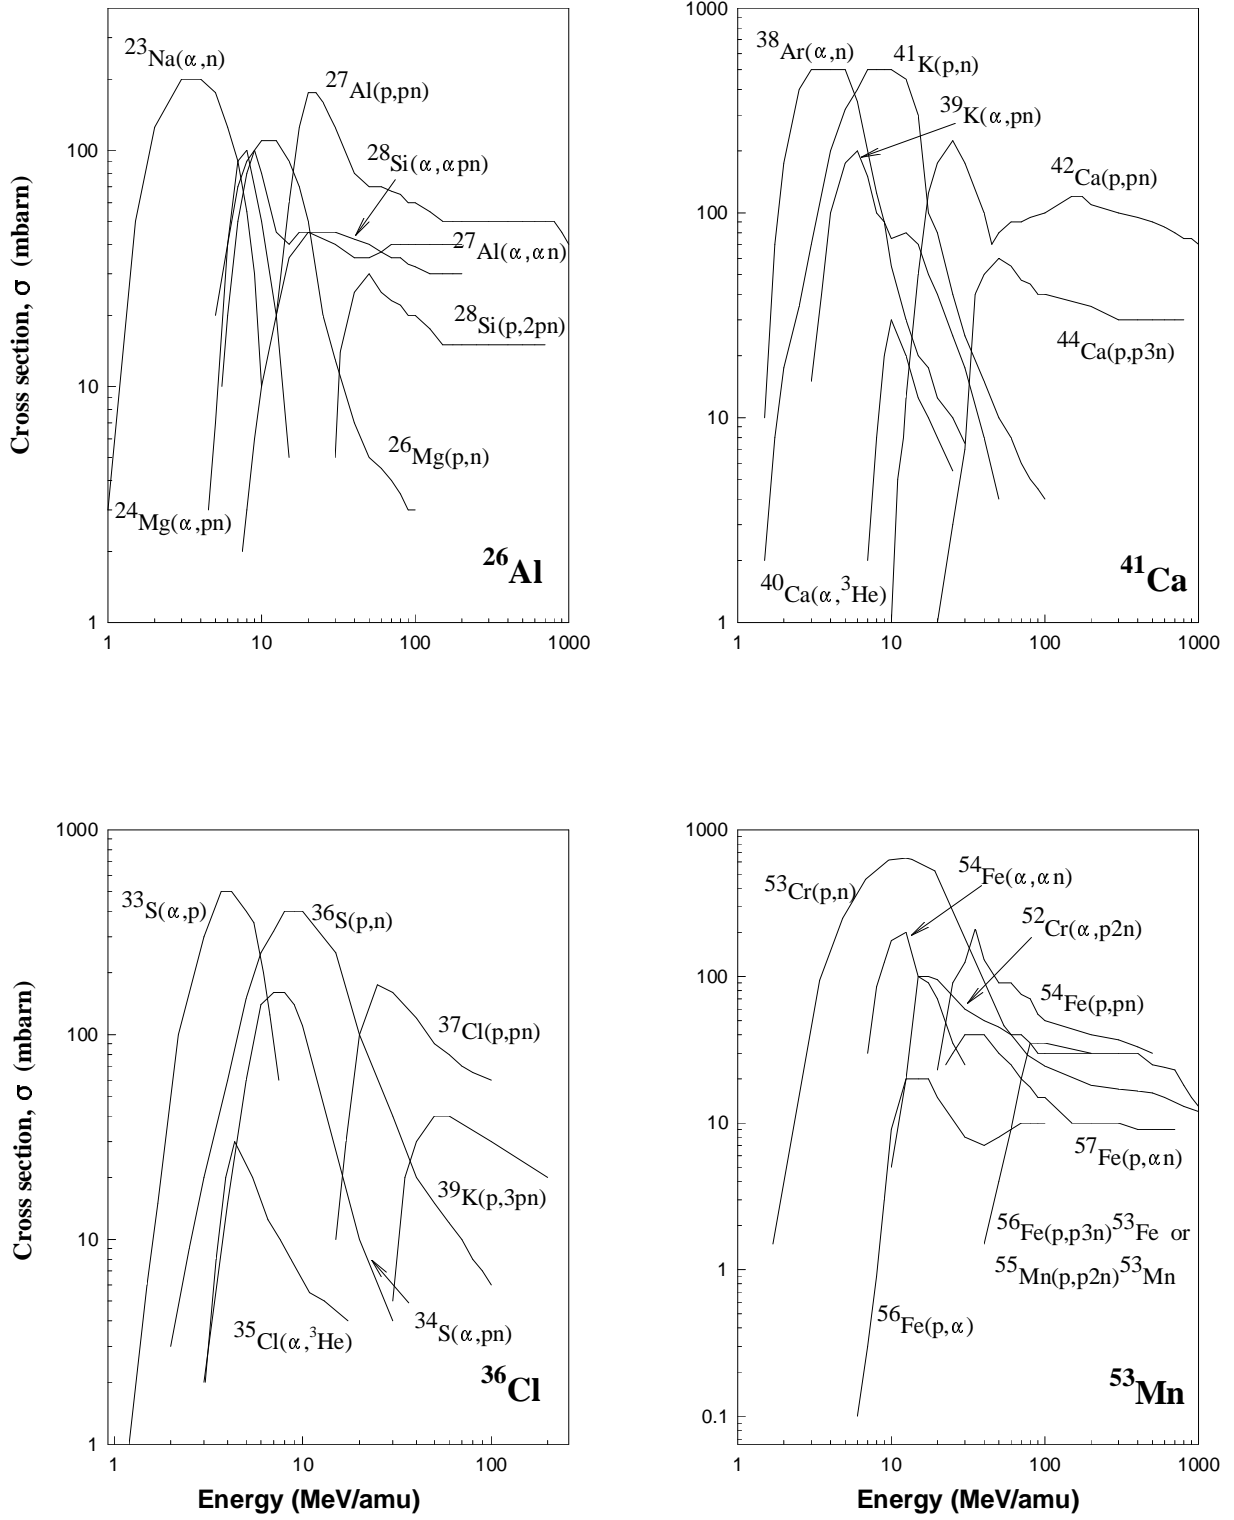 Cross section, σ (mbarn)
100
10
1
1 10 100 1000
²³Na(α,n)
²⁷Al(p,pn)
²⁸Si(α,αpn)
²⁷Al(α,αn)
²⁸Si(p,2pn)
²⁶Mg(p,n)
²⁴Mg(α,pn)
²⁶Al
1000
100
10
1
1 10 100 1000
³⁸Ar(α,n)
⁴¹K(p,n)
³⁹K(α,pn)
⁴²Ca(p,pn)
⁴⁴Ca(p,p3n)
⁴⁰Ca(α,³He)
⁴¹Ca
Cross section, σ (mbarn)
1000
100
10
1
1 10 100
³³S(α,p)
³⁶S(p,n)
³⁷Cl(p,pn)
³⁹K(p,3pn)
³⁴S(α,pn)
³⁵Cl(α,³He)
³⁶Cl
Energy (MeV/amu)
1000
100
10
1
0.1
1 10 100 1000
⁵³Cr(p,n)
⁵⁴Fe(α,αn)
⁵²Cr(α,p2n)
⁵⁴Fe(p,pn)
⁵⁷Fe(p,αn)
⁵⁶Fe(p,p3n)⁵³Fe or
⁵⁵Mn(p,p2n)⁵³Mn
⁵⁶Fe(p,α)
⁵³Mn
Energy (MeV/amu)